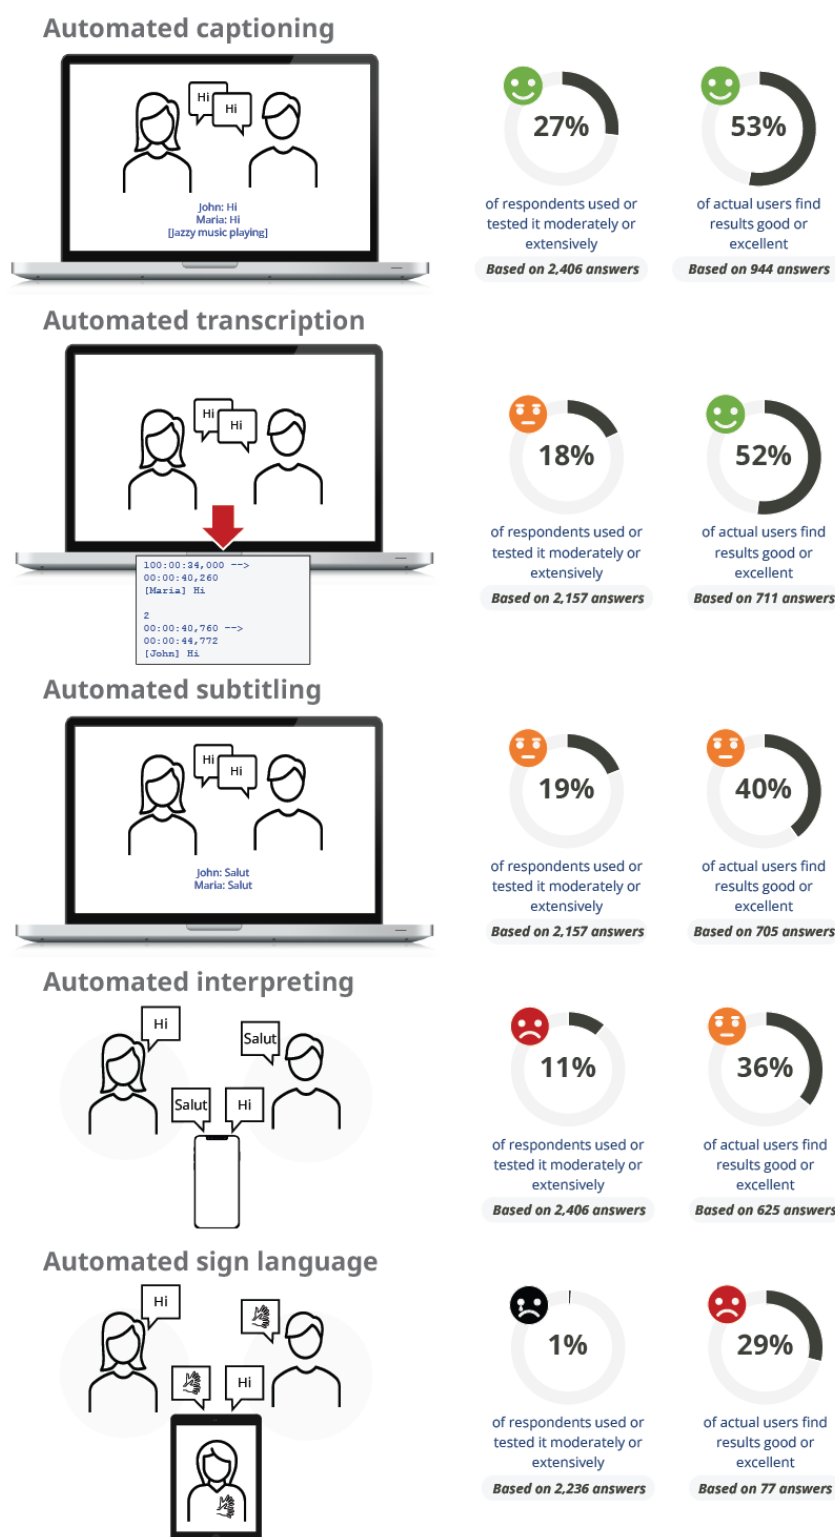 Automated captioning
Hi
Hi
John: Hi
Maria: Hi
[Jazzy music playing]
27%
of respondents used or
tested it moderately or
extensively
Based on 2,406 answers
53%
of actual users find
results good or
excellent
Based on 944 answers
Automated transcription
Hi
Hi
100:00:34,000 -->
00:00:40,260
[Maria] Hi
2
00:00:40,760 -->
00:00:44,772
[John] Hi
18%
of respondents used or
tested it moderately or
extensively
Based on 2,157 answers
52%
of actual users find
results good or
excellent
Based on 711 answers
Automated subtitling
Hi
Hi
John: Salut
Maria: Salut
19%
of respondents used or
tested it moderately or
extensively
Based on 2,157 answers
40%
of actual users find
results good or
excellent
Based on 705 answers
Automated interpreting
Hi
Salut
Salut
Hi
11%
of respondents used or
tested it moderately or
extensively
Based on 2,406 answers
36%
of actual users find
results good or
excellent
Based on 625 answers
Automated sign language
Hi
Hi
1%
of respondents used or
tested it moderately or
extensively
Based on 2,236 answers
29%
of actual users find
results good or
excellent
Based on 77 answers